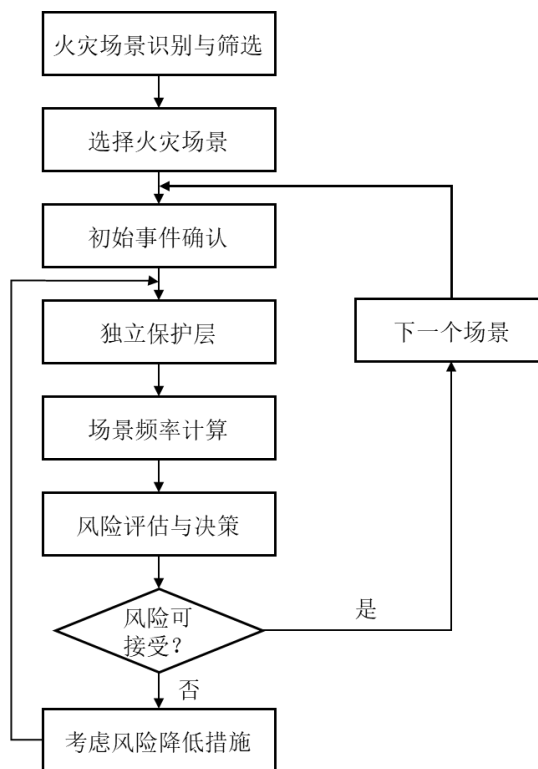 火灾场景识别与筛选
选择火灾场景
初始事件确认
独立保护层
下一个场景
场景频率计算
风险评估与决策
风险可
接受？
是
否
考虑风险降低措施